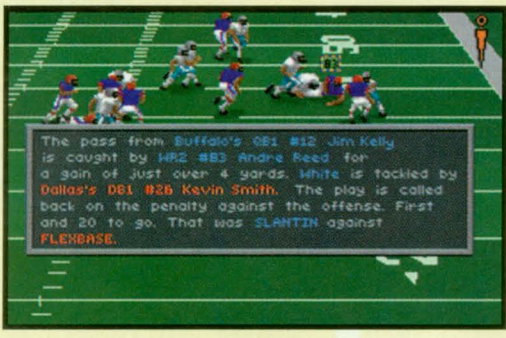 83
The pass from Buffalo's QB1 #12 Jim Kelly
is caught by WR2 #83 Andre Reed for
a gain of just over 4 yards. White is tackled by
Dallas's DB1 #26 Kevin Smith. The play is called
back on the penalty against the offense. First
and 20 to go. That was SLANTIN against
FLEXBASE.